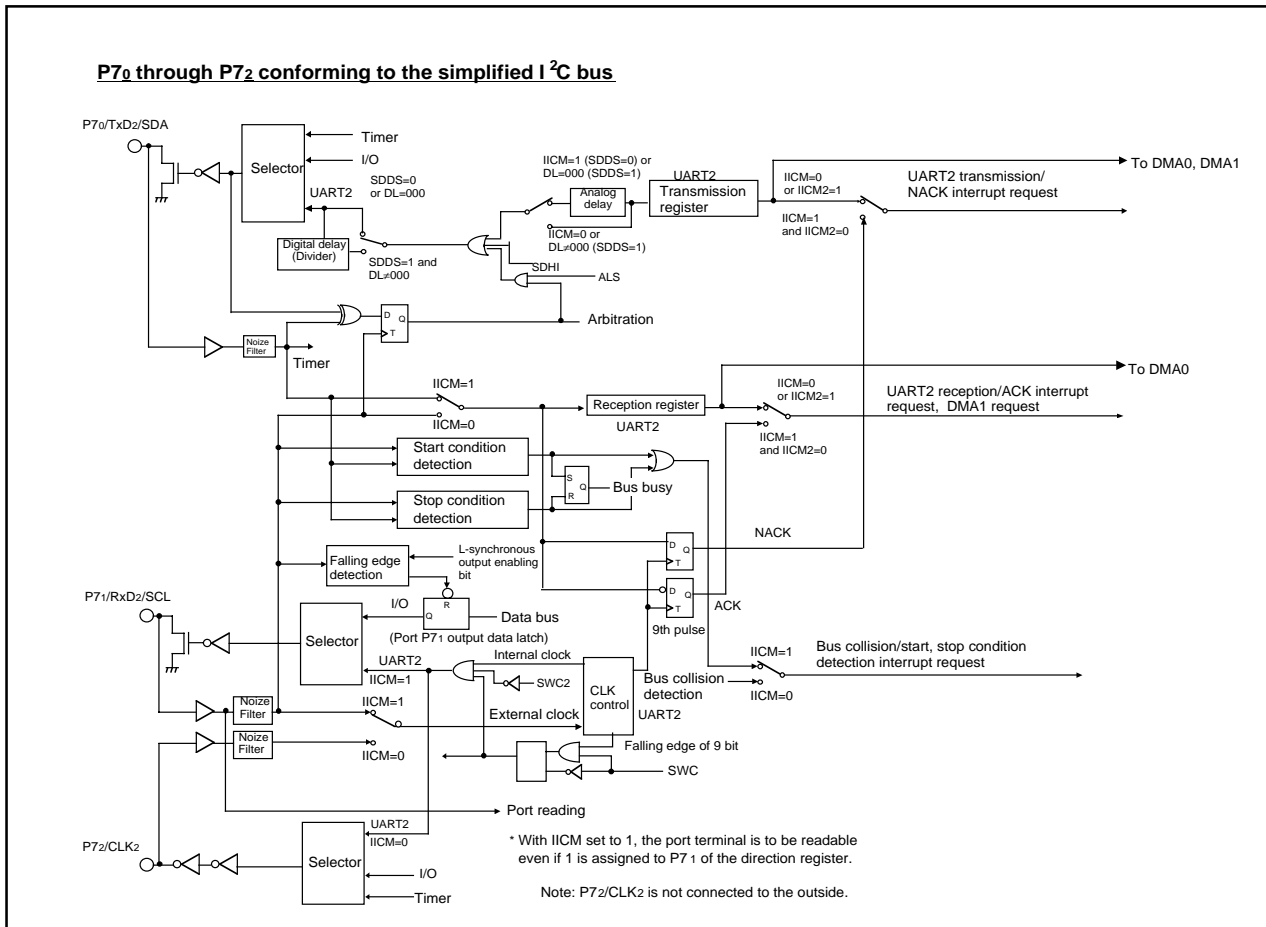 P70 through P72 conforming to the simplified I 2C bus
P70/TxD2/SDA
Selector
Timer
I/O
UART2
SDDS=0
or DL=000
Digital delay
(Divider)
SDDS=1 and
DL≠000
IICM=1 (SDDS=0) or
DL=000 (SDDS=1)
Analog
delay
IICM=0 or
DL≠000 (SDDS=1)
SDHI
ALS
UART2
Transmission
register
IICM=0
or IICM2=1
IICM=1
and IICM2=0
To DMA0, DMA1
UART2 transmission/
NACK interrupt request
D
Q
T
Arbitration
Noize
Filter
Timer
IICM=1
IICM=0
Reception register
UART2
IICM=0
or IICM2=1
IICM=1
and IICM2=0
To DMA0
UART2 reception/ACK interrupt
request, DMA1 request
Start condition
detection
Stop condition
detection
S
R
Q
Bus busy
NACK
D
Q
T
D
Q
T
ACK
9th pulse
Falling edge
detection
L-synchronous
output enabling
bit
P71/RxD2/SCL
Selector
I/O
R
Q
Data bus
(Port P71 output data latch)
Internal clock
UART2
IICM=1
SWC2
CLK
control
UART2
Bus collision
detection
IICM=1
IICM=0
Bus collision/start, stop condition
detection interrupt request
Noize
Filter
IICM=1
External clock
Noize
Filter
IICM=0
Falling edge of 9 bit
SWC
Port reading
P72/CLK2
Selector
UART2
IICM=0
I/O
Timer
* With IICM set to 1, the port terminal is to be readable
even if 1 is assigned to P71 of the direction register.
Note: P72/CLK2 is not connected to the outside.